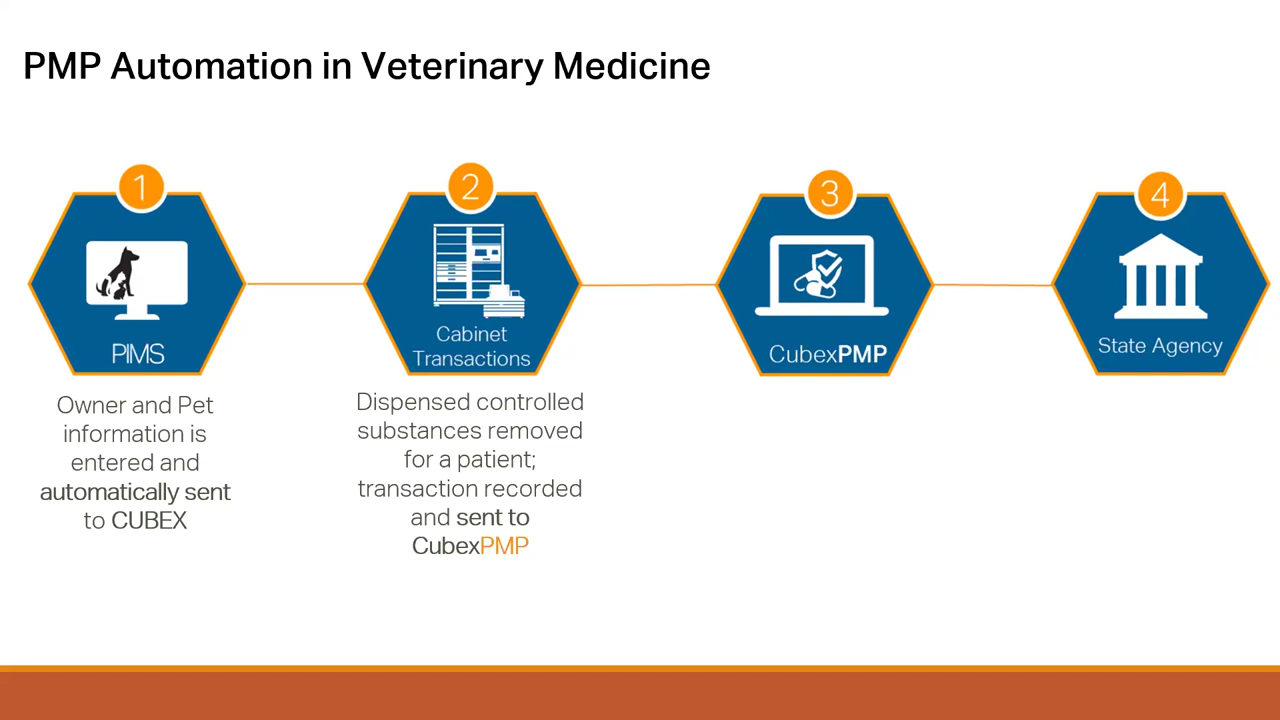 PMP Automation in Veterinary Medicine
1
2
3
4
PIMS
Cabinet
Transactions
CubexPMP
State Agency
Owner and Pet
information is
entered and
automatically sent
to CUBEX
Dispensed controlled
substances removed
for a patient;
transaction recorded
and sent to
CubexPMP